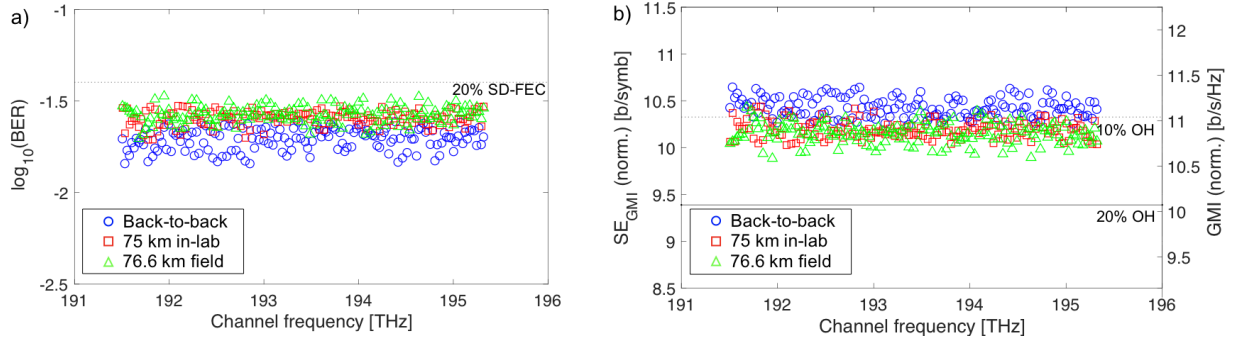 a)
-1
-1.5
-2
-2.5
log10(BER)
20% SD-FEC
Back-to-back
75 km in-lab
76.6 km field
191
192
193
194
195
196
Channel frequency [THz]
b)
11.5
11
10.5
10
9.5
9
8.5
SEGMI (norm.) [b/symb]
12
11.5
11
10.5
10
9.5
GMI (norm.) [b/s/Hz]
10% OH
20% OH
Back-to-back
75 km in-lab
76.6 km field
191
192
193
194
195
196
Channel frequency [THz]